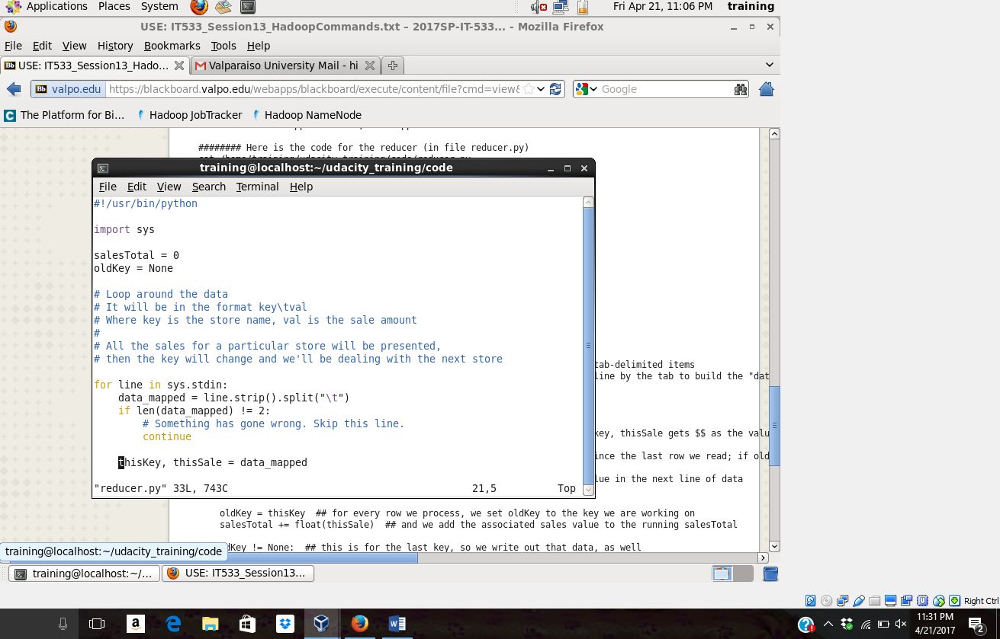 Applications Places System
Fri Apr 21, 11:06 PM training
USE: IT533_Session13_HadoopCommands.txt – 2017SP-IT-533... - Mozilla Firefox
File Edit View History Bookmarks Tools Help
Bb USE: IT533_Session13_Hado...
Valparaiso University Mail - hi
Bb valpo.edu https://blackboard.valpo.edu/webapps/blackboard/execute/content/file?cmd=view&
Google
The Platform for Bi... Hadoop JobTracker Hadoop NameNode
######## Here is the code for the reducer (in file reducer.py)
training@localhost:~/udacity_training/code
File Edit View Search Terminal Help
#!/usr/bin/python
import sys
salesTotal = 0
oldKey = None
# Loop around the data
# It will be in the format key\tval
# Where key is the store name, val is the sale amount
#
# All the sales for a particular store will be presented,
# then the key will change and we'll be dealing with the next store
for line in sys.stdin:
data_mapped = line.strip().split("\t")
if len(data_mapped) != 2:
# Something has gone wrong. Skip this line.
continue
thisKey, thisSale = data_mapped
"reducer.py" 33L, 743C 21,5 Top
tab-delimited items
line by the tab to build the "dat
key, thisSale gets $$ as the valu
ince the last row we read; if old
lue in the next line of data
oldKey = thisKey ## for every row we process, we set oldKey to the key we are working on
salesTotal += float(thisSale) ## and we add the associated sales value to the running salesTotal
dKey != None: ## this is for the last key, so we write out that data, as well
training@localhost:~/udacity_training/code
training@localhost:~/...
USE: IT533_Session13...
Right Ctrl
11:31 PM
4/21/2017
2